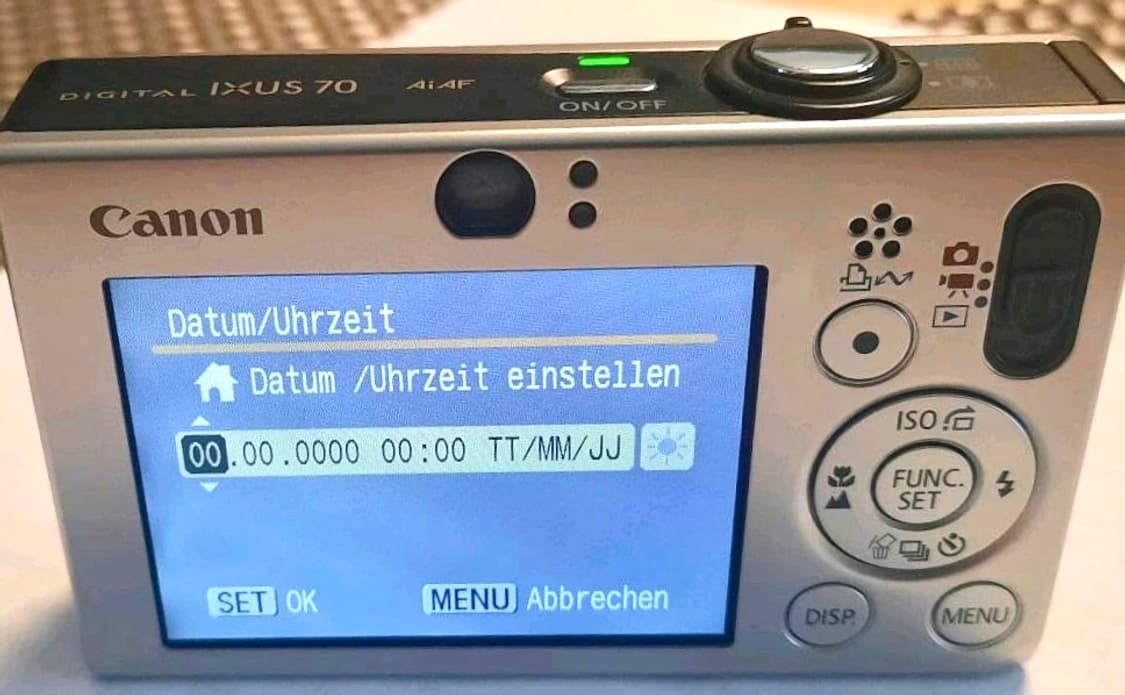 DIGITAL IXUS 70 AiAF
ON/OFF
Canon
Datum/Uhrzeit
Datum /Uhrzeit einstellen
00.00.0000 00:00 TT/MM/JJ
SET OK MENU Abbrechen
ISO
FUNC.
SET
DISP.
MENU